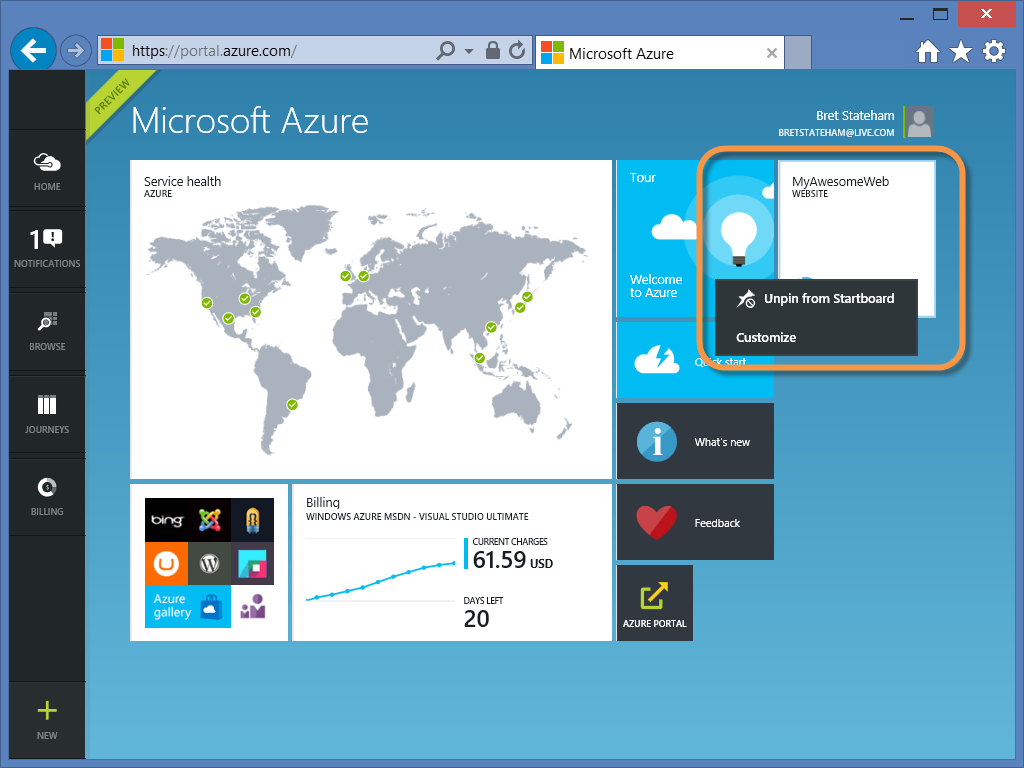 https://portal.azure.com/
Microsoft Azure
PREVIEW
Microsoft Azure
Bret Stateham
BRETSTATEHAM@LIVE.COM
HOME
1
NOTIFICATIONS
BROWSE
JOURNEYS
BILLING
NEW
Service health
AZURE
Tour
Welcome
to Azure
MyAwesomeWeb
WEBSITE
Unpin from Startboard
Customize
Quick start
What's new
Feedback
AZURE PORTAL
bing
Azure
gallery
Billing
WINDOWS AZURE MSDN - VISUAL STUDIO ULTIMATE
CURRENT CHARGES
61.59 USD
DAYS LEFT
20